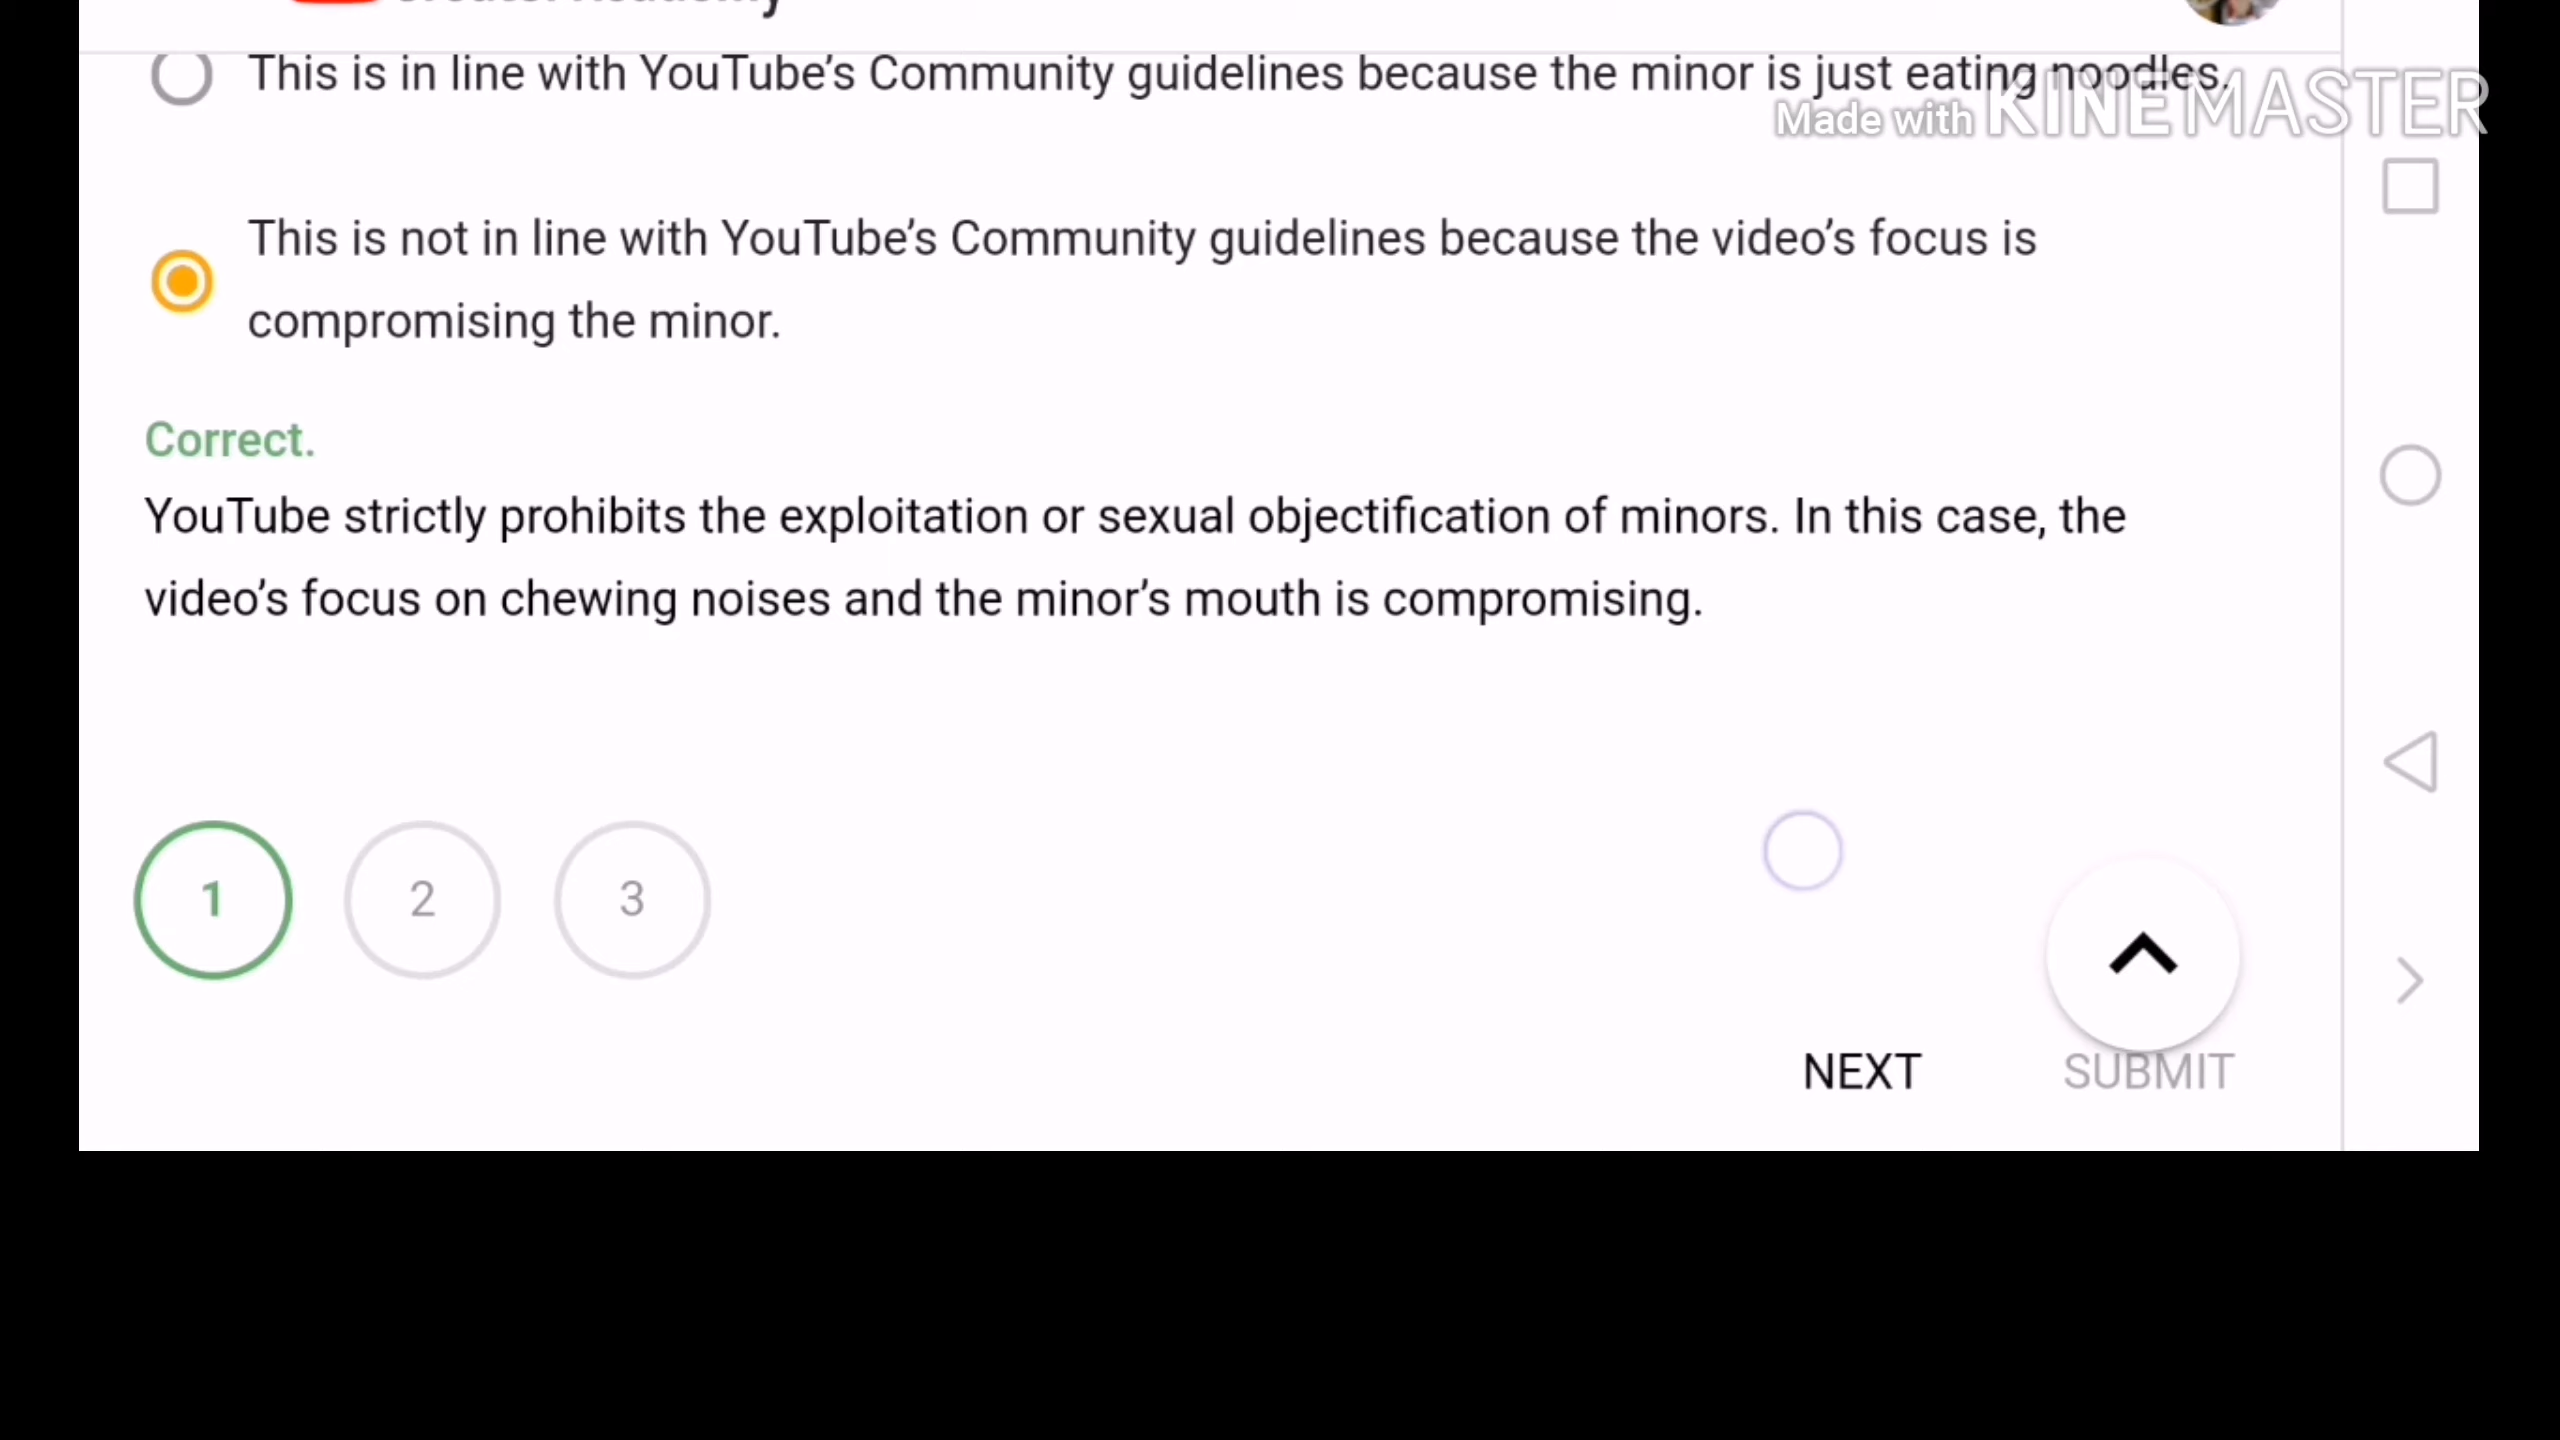 This is in line with YouTube’s Community guidelines because the minor is just eating noodles.
Made with KINEMASTER
This is not in line with YouTube’s Community guidelines because the video’s focus is
compromising the minor.
Correct.
YouTube strictly prohibits the exploitation or sexual objectification of minors. In this case, the
video’s focus on chewing noises and the minor’s mouth is compromising.
1 2 3
NEXT SUBMIT